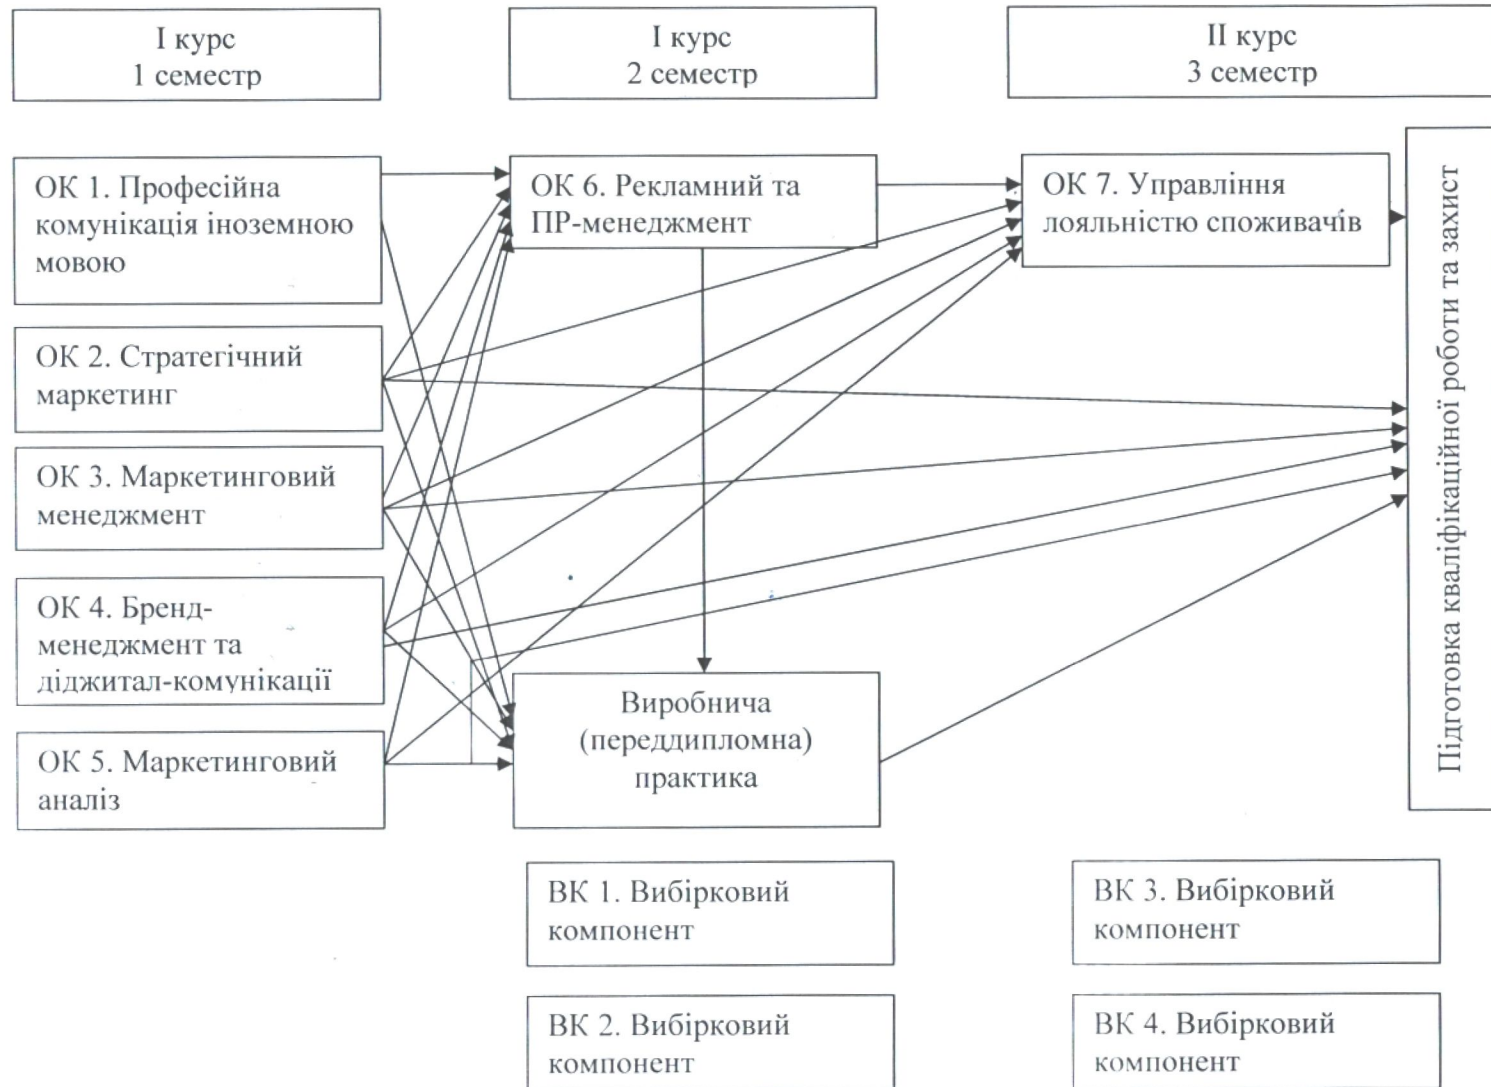 І курс
1 семестр
І курс
2 семестр
ІІ курс
3 семестр
ОК 1. Професійна
комунікація іноземною
мовою
ОК 2. Стратегічний
маркетинг
ОК 3. Маркетинговий
менеджмент
ОК 4. Бренд-
менеджмент та
діджитал-комунікації
ОК 5. Маркетинговий
аналіз
ОК 6. Рекламний та
ПР-менеджмент
Виробнича
(переддипломна)
практика
ОК 7. Управління
лояльністю споживачів
Підготовка кваліфікаційної роботи та захист
ВК 1. Вибірковий
компонент
ВК 2. Вибірковий
компонент
ВК 3. Вибірковий
компонент
ВК 4. Вибірковий
компонент